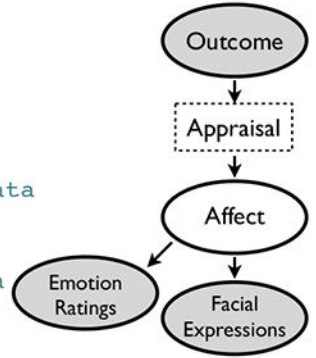 Outcome
Appraisal
Affect
Emotion
Ratings
Facial
Expressions